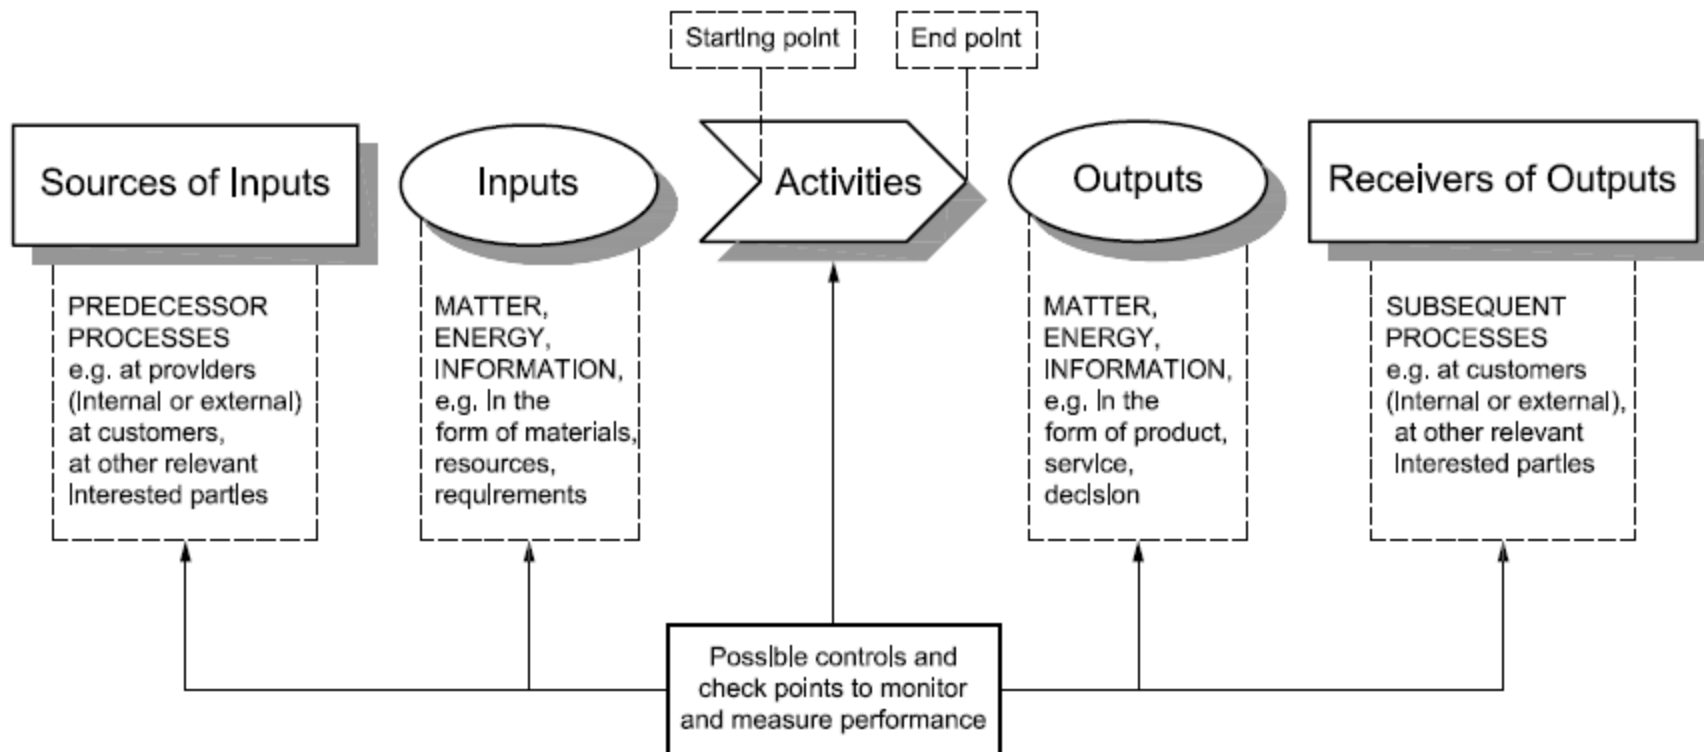 Starting point
End point
Sources of Inputs
Inputs
Activities
Outputs
Receivers of Outputs
PREDECESSOR
PROCESSES
e.g. at providers
(internal or external)
at customers,
at other relevant
interested parties
MATTER,
ENERGY,
INFORMATION,
e.g. in the
form of materials,
resources,
requirements
MATTER,
ENERGY,
INFORMATION,
e.g. in the
form of product,
service,
decision
SUBSEQUENT
PROCESSES
e.g. at customers
(internal or external),
at other relevant
interested parties
Possible controls and
check points to monitor
and measure performance